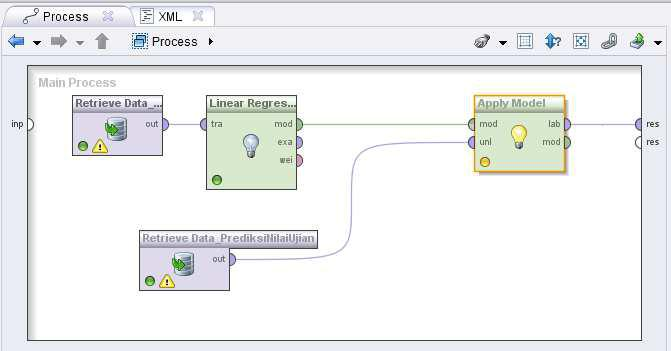 Process XML
Process
Main Process
Retrieve Data_...
Linear Regress...
Apply Model
inp
out
tra
mod
exa
wei
mod
unl
lab
mod
res
res
Retrieve Data_PrediksiNilaiUjian
out